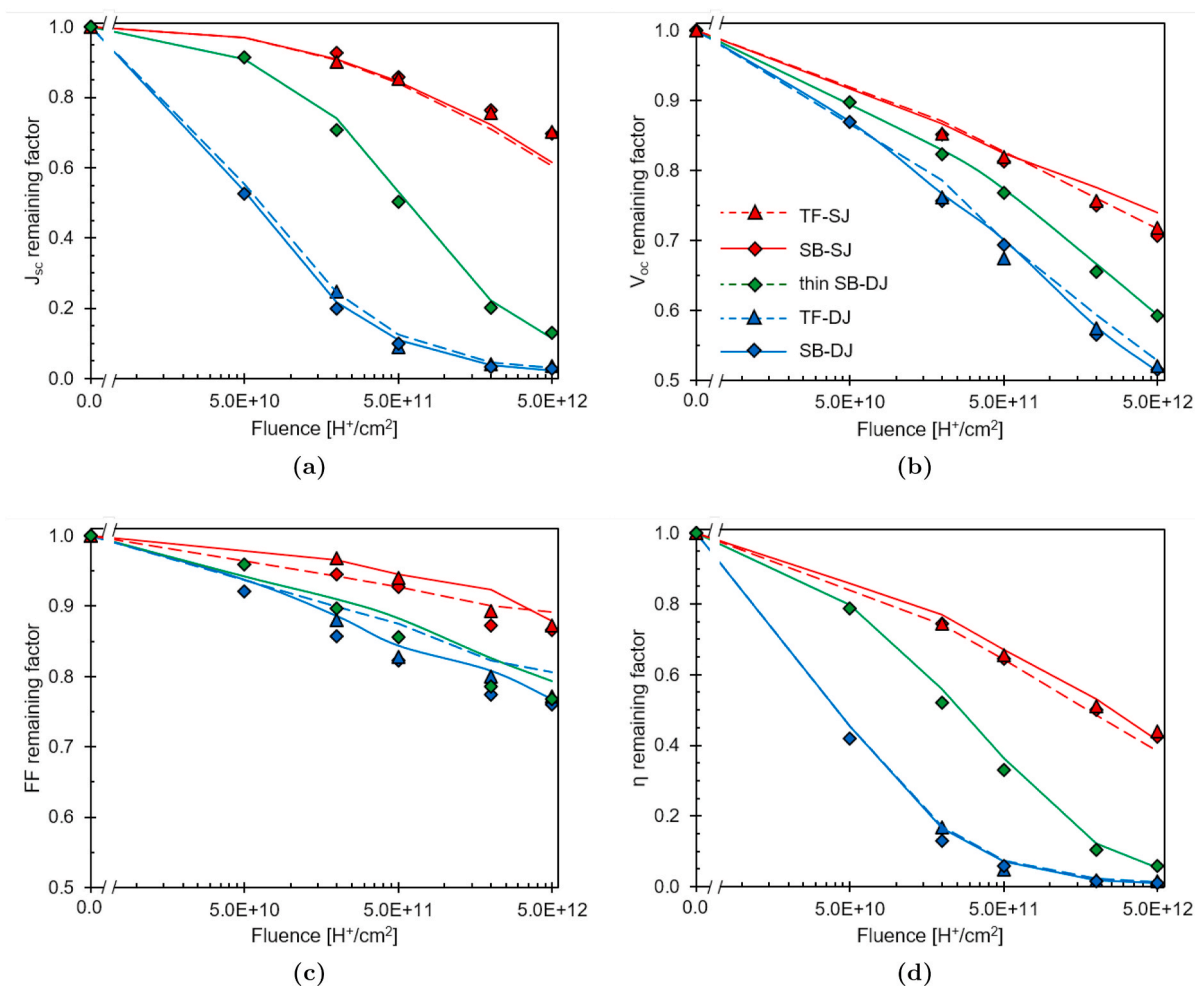 1.0
0.8
0.6
0.4
0.2
0.0
J_sc remaining factor
0.0 5.0E+10 5.0E+11 5.0E+12
Fluence [H⁺/cm²]
(a)
1.0
0.9
0.8
0.7
0.6
0.5
V_oc remaining factor
TF-SJ
SB-SJ
thin SB-DJ
TF-DJ
SB-DJ
0.0 5.0E+10 5.0E+11 5.0E+12
Fluence [H⁺/cm²]
(b)
1.0
0.9
0.8
0.7
0.6
0.5
FF remaining factor
0.0 5.0E+10 5.0E+11 5.0E+12
Fluence [H⁺/cm²]
(c)
1.0
0.8
0.6
0.4
0.2
0.0
η remaining factor
0.0 5.0E+10 5.0E+11 5.0E+12
Fluence [H⁺/cm²]
(d)